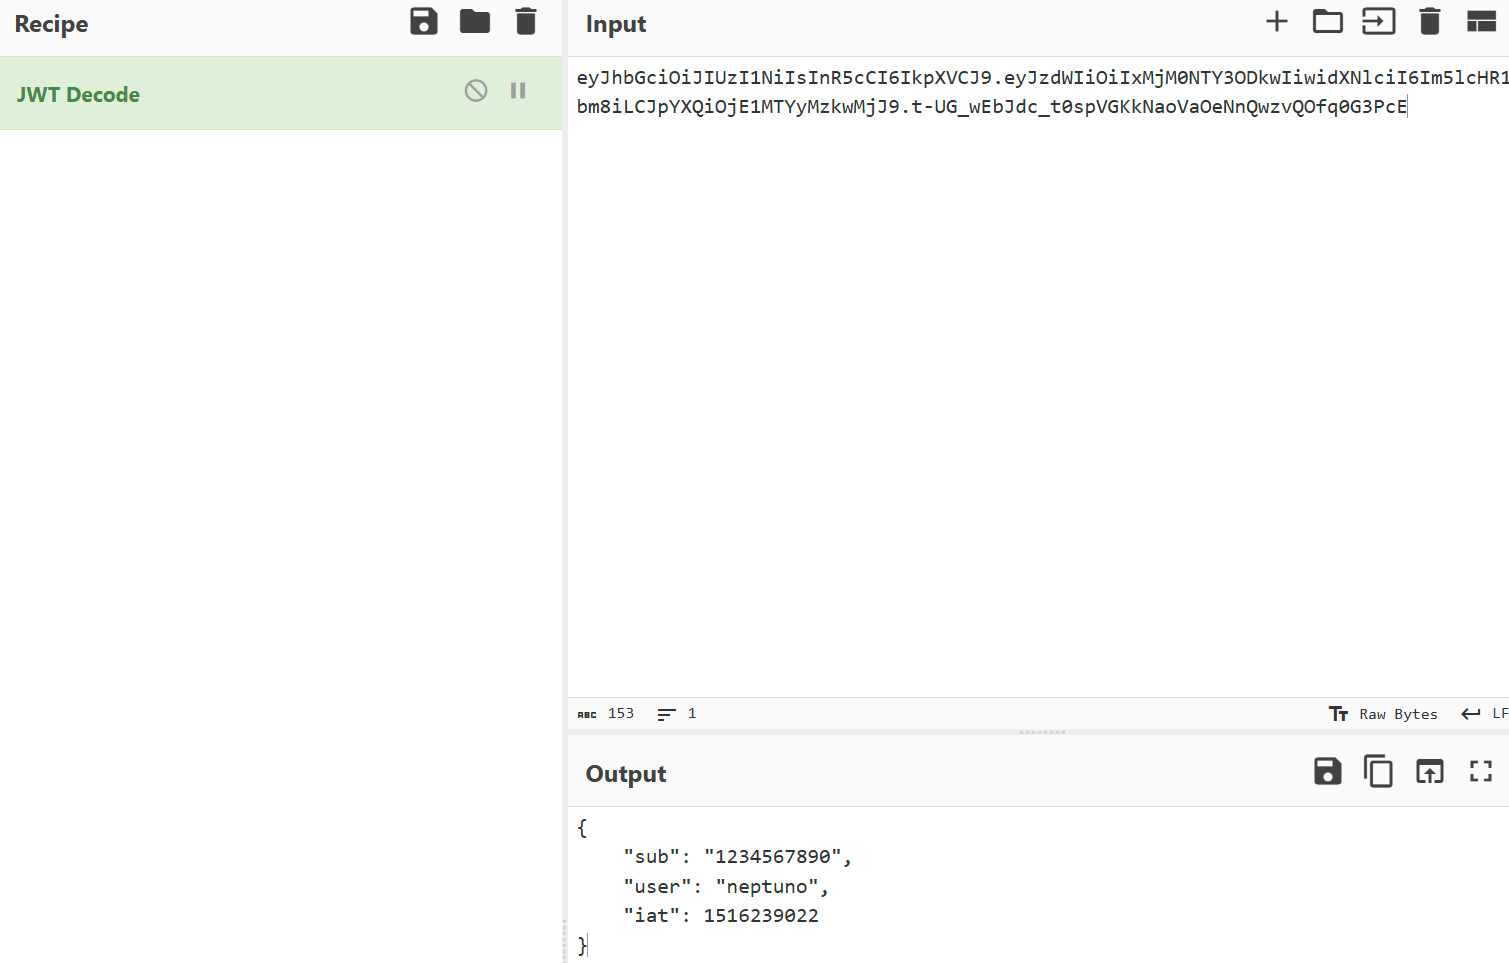 Recipe
JWT Decode
Input
eyJhbGciOiJIUzI1NiIsInR5cCI6IkpXVCJ9.eyJzdWIiOiIxMjM0NTY3ODkwIiwidXNlciI6Im5lcHR1
bm8iLCJpYXQiOjE1MTYyMzkwMjJ9.t-UG_wEbJdc_t0spVGKkNaoVaOeNnQwzvQOfq0G3PcE
ABC 153 1
Tт Raw Bytes LF
Output
{
"sub": "1234567890",
"user": "neptuno",
"iat": 1516239022
}